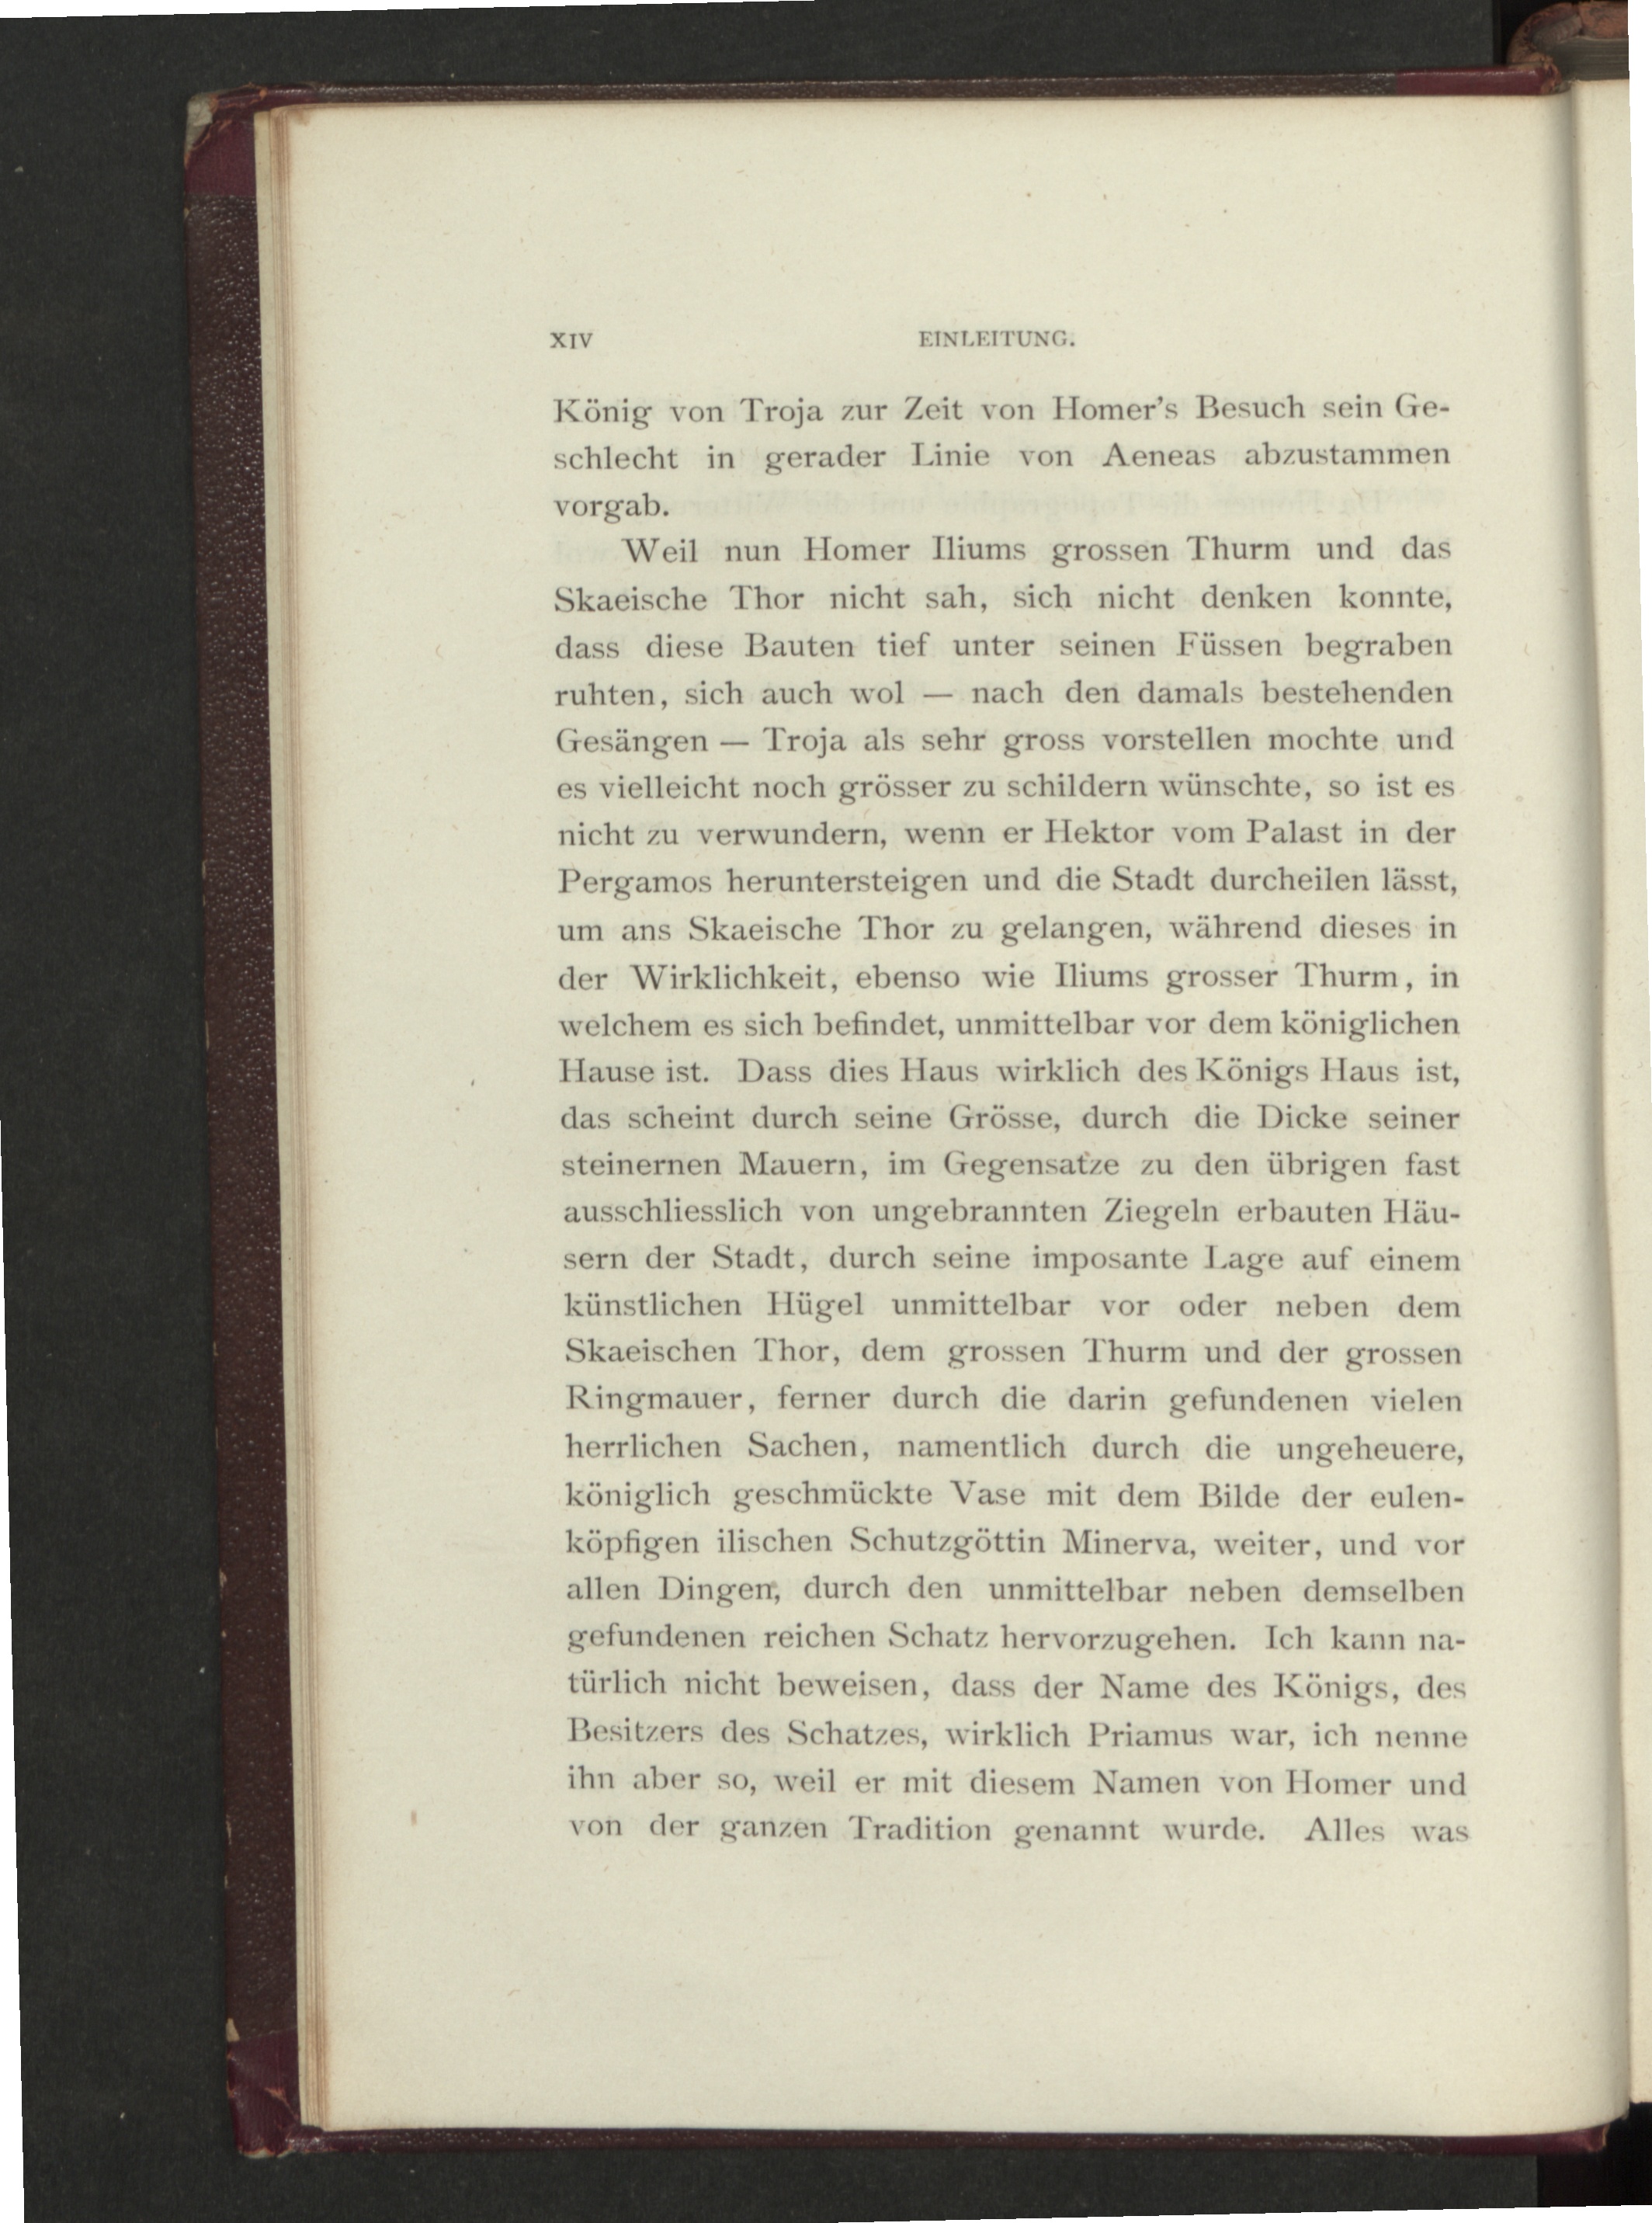 XIV EINLEITUNG.
König von Troja zur Zeit von Homer's Besuch sein Ge-
schlecht in gerader Linie von Aeneas abzustammen
vorgab.
Weil nun Homer Iliums grossen Thurm und das
Skaeische Thor nicht sah, sich nicht denken konnte,
dass diese Bauten tief unter seinen Füssen begraben
ruhten, sich auch wol — nach den damals bestehenden
Gesängen — Troja als sehr gross vorstellen mochte und
es vielleicht noch grösser zu schildern wünschte, so ist es
nicht zu verwundern, wenn er Hektor vom Palast in der
Pergamos heruntersteigen und die Stadt durcheilen lässt,
um ans Skaeische Thor zu gelangen, während dieses in
der Wirklichkeit, ebenso wie Iliums grosser Thurm, in
welchem es sich befindet, unmittelbar vor dem königlichen
Hause ist. Dass dies Haus wirklich des Königs Haus ist,
das scheint durch seine Grösse, durch die Dicke seiner
steinernen Mauern, im Gegensatze zu den übrigen fast
ausschliesslich von ungebrannten Ziegeln erbauten Häu-
sern der Stadt, durch seine imposante Lage auf einem
künstlichen Hügel unmittelbar vor oder neben dem
Skaeischen Thor, dem grossen Thurm und der grossen
Ringmauer, ferner durch die darin gefundenen vielen
herrlichen Sachen, namentlich durch die ungeheuere,
königlich geschmückte Vase mit dem Bilde der eulen-
köpfigen ilischen Schutzgöttin Minerva, weiter, und vor
allen Dingen, durch den unmittelbar neben demselben
gefundenen reichen Schatz hervorzugehen. Ich kann na-
türlich nicht beweisen, dass der Name des Königs, des
Besitzers des Schatzes, wirklich Priamus war, ich nenne
ihn aber so, weil er mit diesem Namen von Homer und
von der ganzen Tradition genannt wurde. Alles was